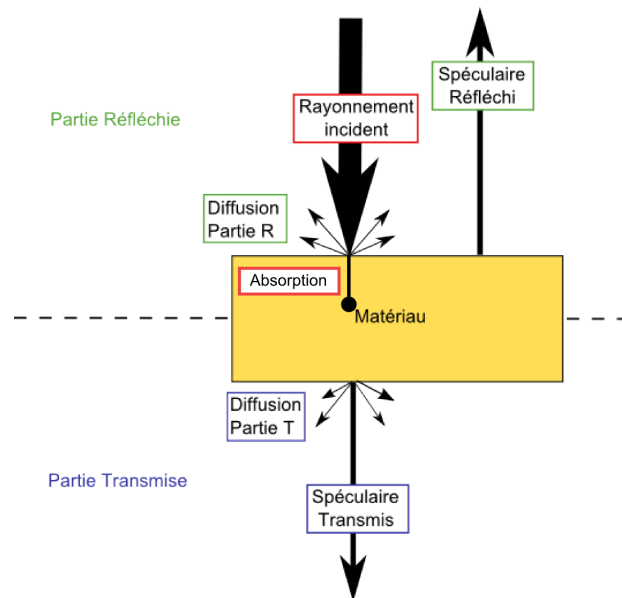 Spéculaire
Réfléchi
Rayonnement
incident
Partie Réfléchie
Diffusion
Partie R
Absorption
Matériau
Diffusion
Partie T
Partie Transmise
Spéculaire
Transmis